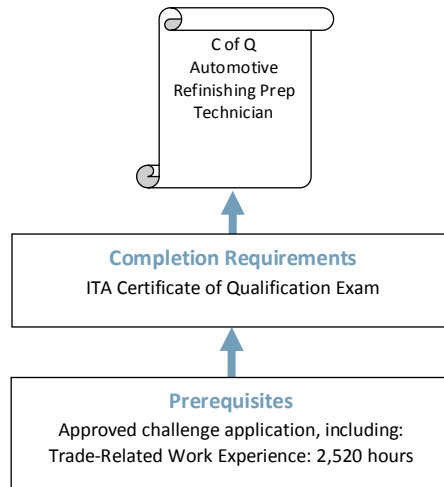 C of Q
Automotive
Refinishing Prep
Technician
Completion Requirements
ITA Certificate of Qualification Exam
Prerequisites
Approved challenge application, including:
Trade-Related Work Experience: 2,520 hours